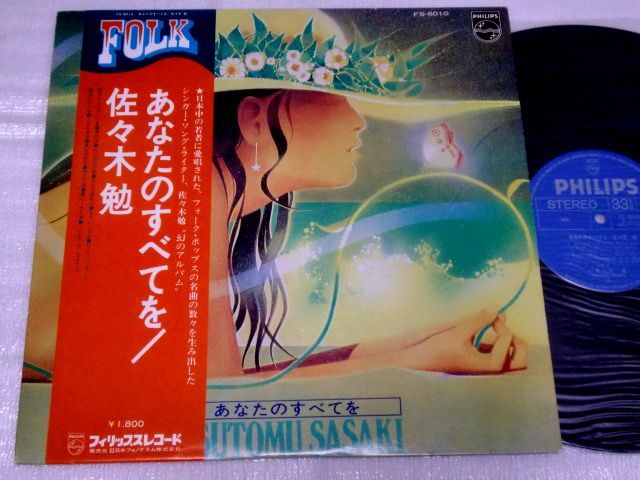 FOLK
あなたのすべてを/
佐々木勉
★日本中の若者に愛唱された、フォーク・ポップスの名曲の数々を生み出した
シンガー・ソング・ライター、佐々木勉“幻のアルバム”
¥1,800
PHILIPS
フィリップスレコード
発売元 日本フォノグラム株式会社
FS-5010
PHILIPS
あなたのすべてを
SUTOMU SASAKI
PHILIPS
STEREO 33⅓